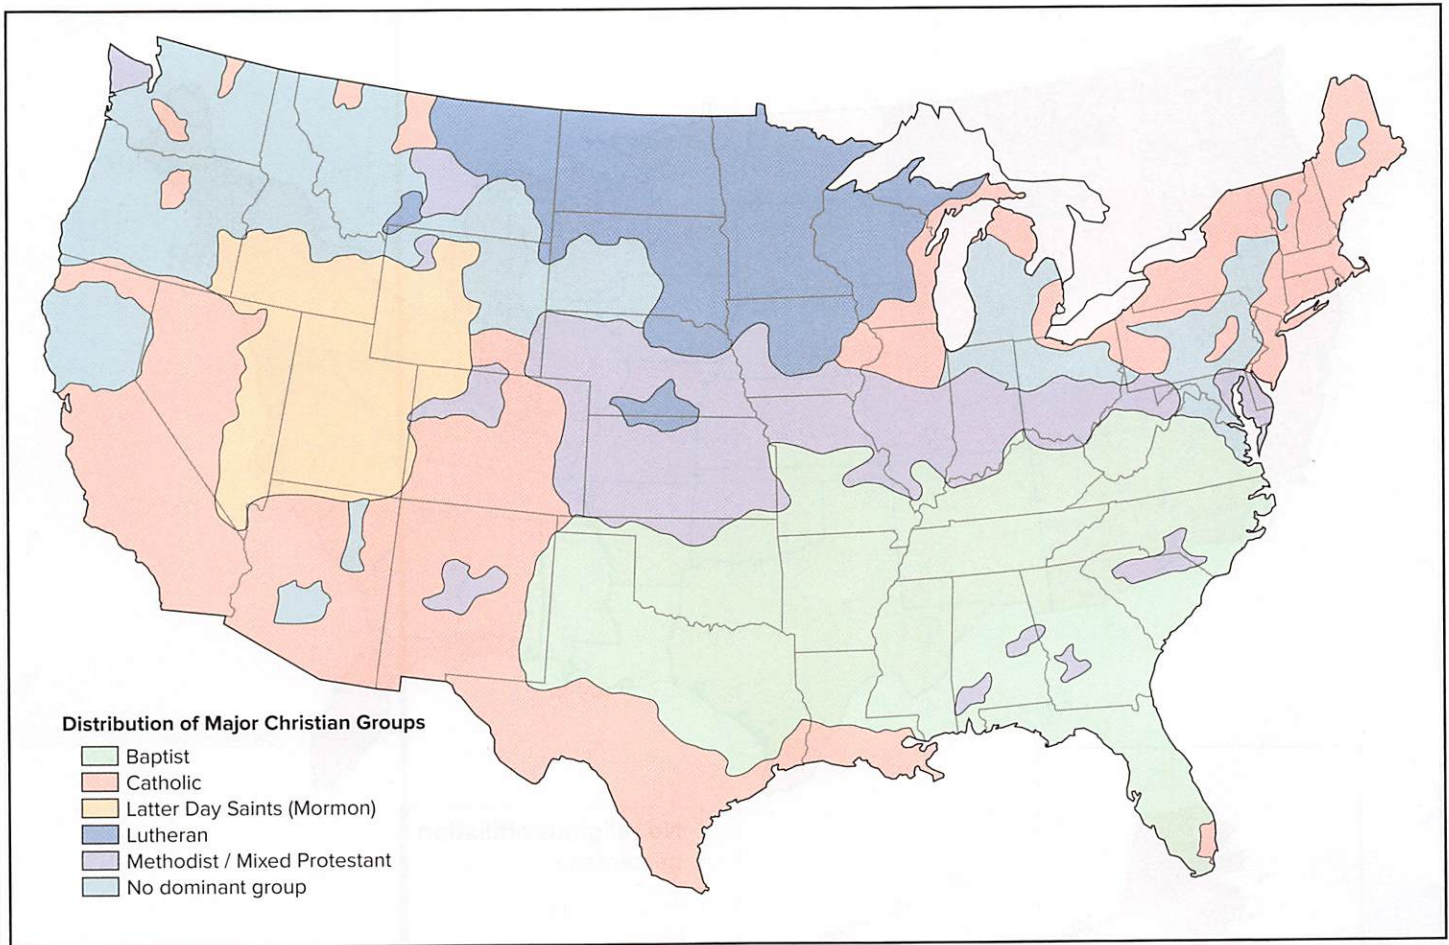 Distribution of Major Christian Groups
Baptist
Catholic
Latter Day Saints (Mormon)
Lutheran
Methodist / Mixed Protestant
No dominant group